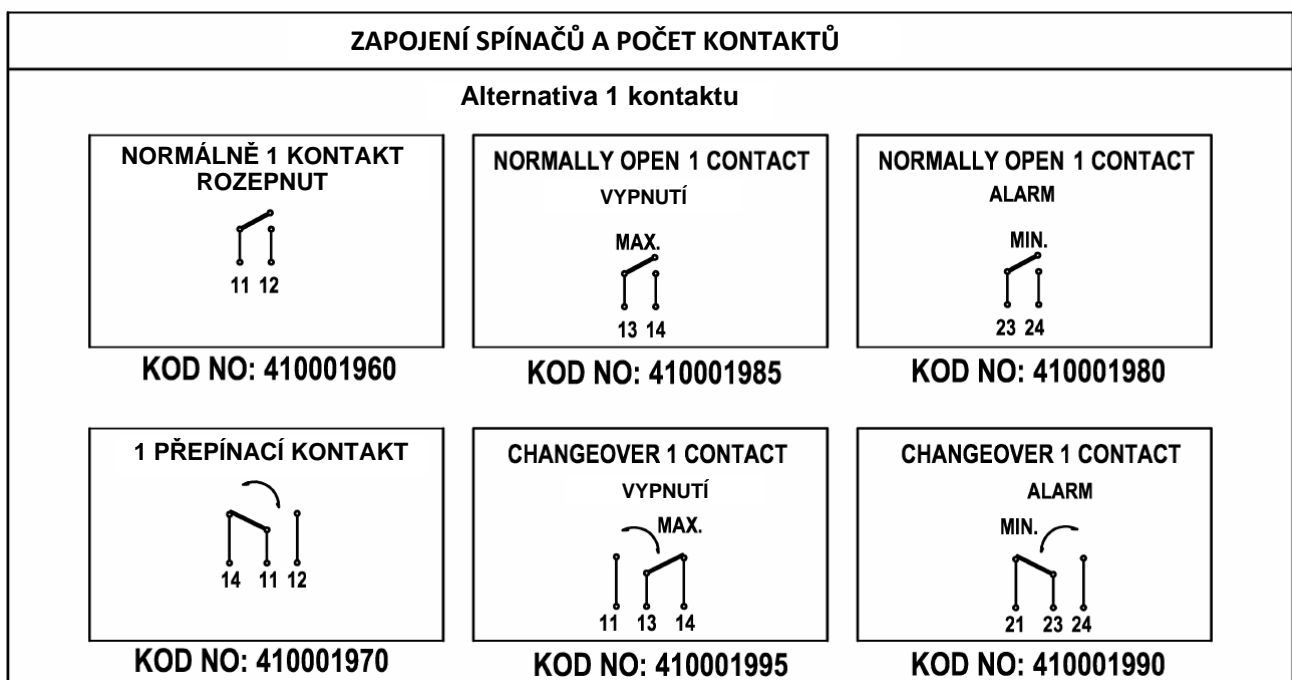 ZAPOJENÍ SPÍNAČŮ A POČET KONTAKTŮ
Alternativa 1 kontaktu
NORMÁLNĚ 1 KONTAKT
ROZEPNUT
11 12
KOD NO: 410001960
NORMALLY OPEN 1 CONTACT
VYPNUTÍ
MAX.
13 14
KOD NO: 410001985
NORMALLY OPEN 1 CONTACT
ALARM
MIN.
23 24
KOD NO: 410001980
1 PŘEPÍNACÍ KONTAKT
14 11 12
KOD NO: 410001970
CHANGEOVER 1 CONTACT
VYPNUTÍ
MAX.
11 13 14
KOD NO: 410001995
CHANGEOVER 1 CONTACT
ALARM
MIN.
21 23 24
KOD NO: 410001990